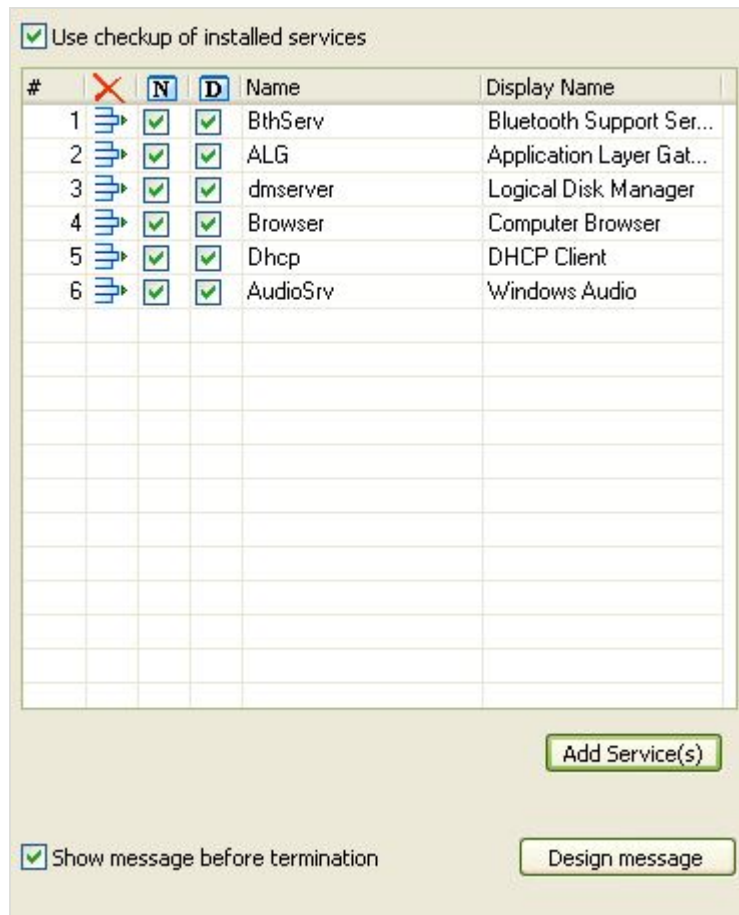 Use checkup of installed services
# N D Name Display Name
1 BthServ Bluetooth Support Ser...
2 ALG Application Layer Gat...
3 dmserver Logical Disk Manager
4 Browser Computer Browser
5 Dhcp DHCP Client
6 AudioSrv Windows Audio
Add Service(s)
Show message before termination Design message